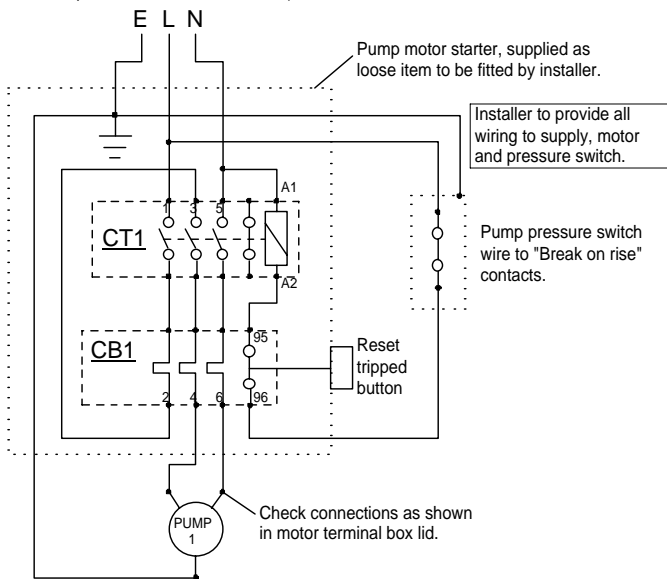 E L N
Pump motor starter, supplied as
loose item to be fitted by installer.
Installer to provide all
wiring to supply, motor
and pressure switch.
A1
1 3 5
CT1
Pump pressure switch
wire to "Break on rise"
contacts.
A2
95
CB1
Reset
tripped
button
2 4 6 96
Check connections as shown
in motor terminal box lid.
PUMP
1